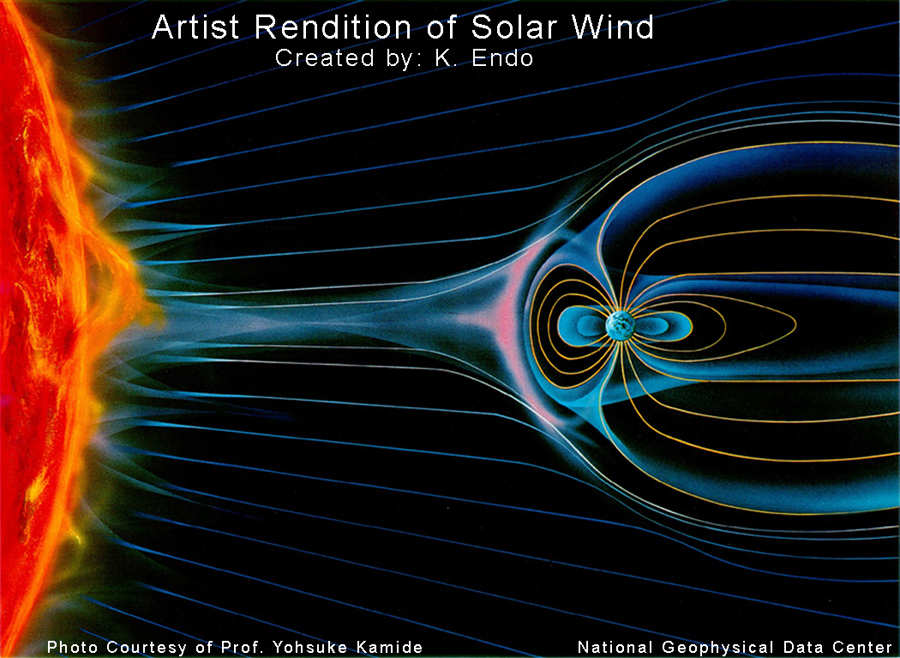 Artist Rendition of Solar Wind
Created by: K. Endo
Photo Courtesy of Prof. Yohsuke Kamide
National Geophysical Data Center